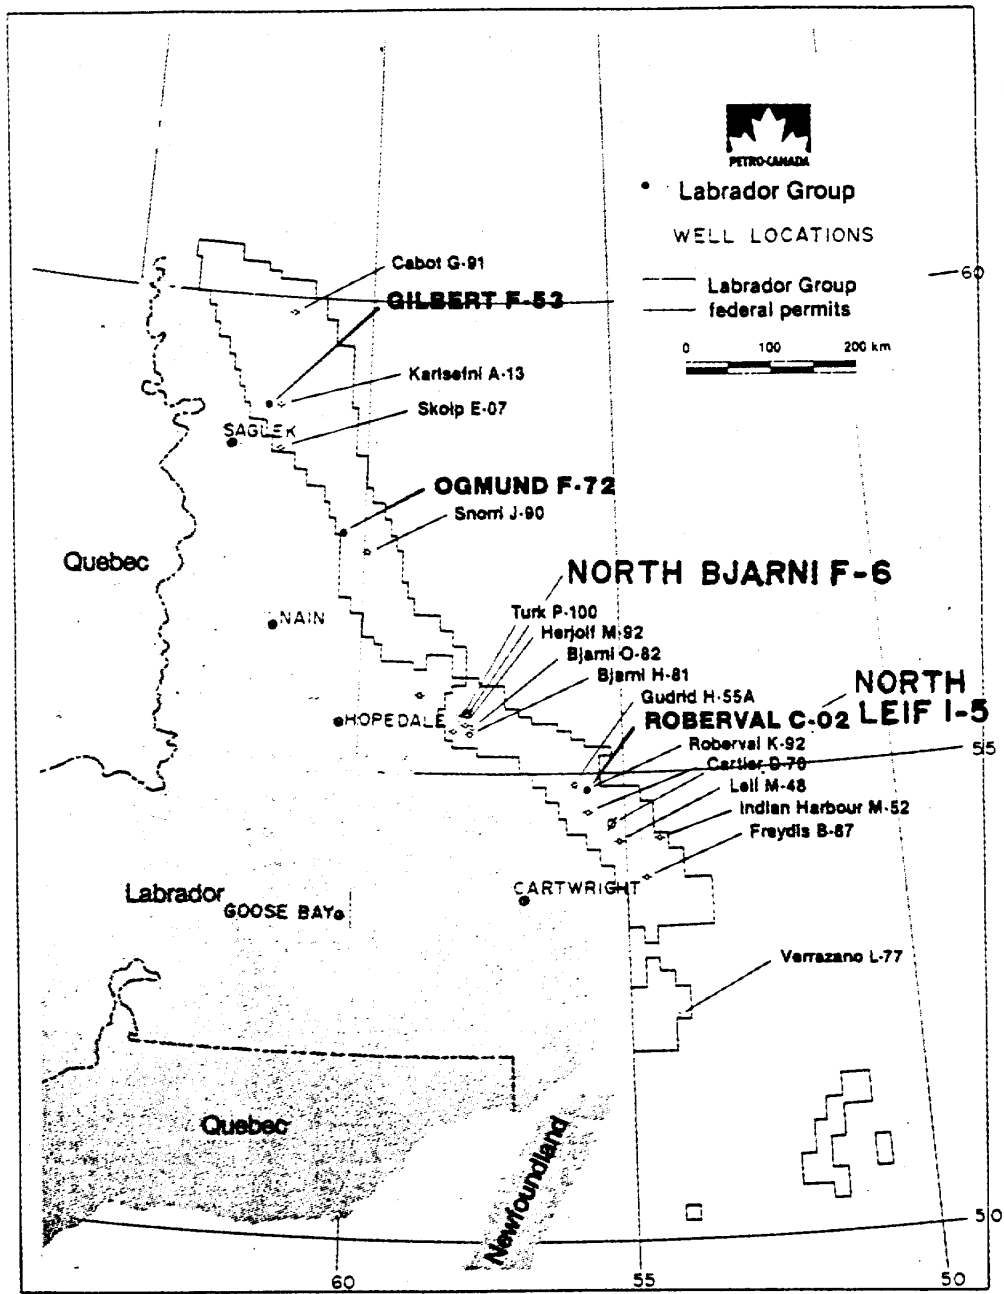 PETRO-CANADA
Labrador Group
WELL LOCATIONS
Labrador Group
federal permits
0 100 200 km
60
Cabot G-91
GILBERT F-53
Karlsefni A-13
Skolp E-07
SAGLEK
OGMUND F-72
Snorri J-90
Quebec
NORTH BJARNI F-6
Turk P-100
NAIN
Herjolf M-92
Bjarni O-82
Bjarni H-81
Gudrid H-55A
NORTH
LEIF I-5
HOPEDALE
ROBERVAL C-02
Roberval K-92
55
Cartier D-70
Leif M-48
Indian Harbour M-52
Freydis B-87
Labrador
CARTWRIGHT
GOOSE BAY
Verrazano L-77
Quebec
Newfoundland
50
60
55
50